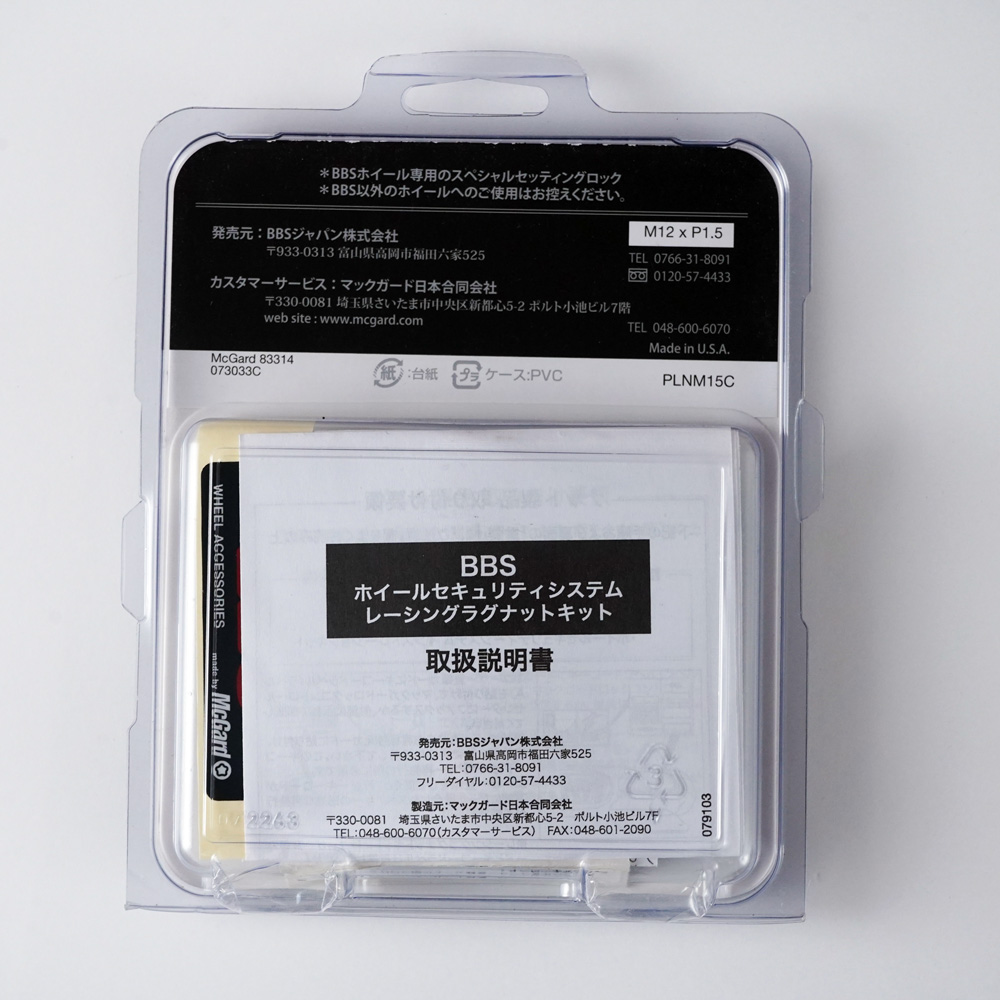 ＊BBSホイール専用のスペシャルセッティングロック
＊BBS以外のホイールへのご使用はお控えください。
発売元：BBSジャパン株式会社
〒933-0313 富山県高岡市福田六家525
M12 x P1.5
TEL 0766-31-8091
0120-57-4433
カスタマーサービス：マックガード日本合同会社
〒330-0081 埼玉県さいたま市中央区新都心5-2 ポルト小池ビル7階
web site : www.mcgard.com
TEL 048-600-6070
Made in U.S.A.
McGard 83314
073033C
紙:台紙
プラ ケース:PVC
PLNM15C
WHEEL ACCESSORIES
made by McGard
BBS
ホイールセキュリティシステム
レーシングラグナットキット
取扱説明書
発売元:BBSジャパン株式会社
〒933-0313 富山県高岡市福田六家525
TEL:0766-31-8091
フリーダイヤル:0120-57-4433
製造元:マックガード日本合同会社
〒330-0081 埼玉県さいたま市中央区新都心5-2 ポルト小池ビル7F
TEL:048-600-6070(カスタマーサービス) FAX:048-601-2090
079103
3